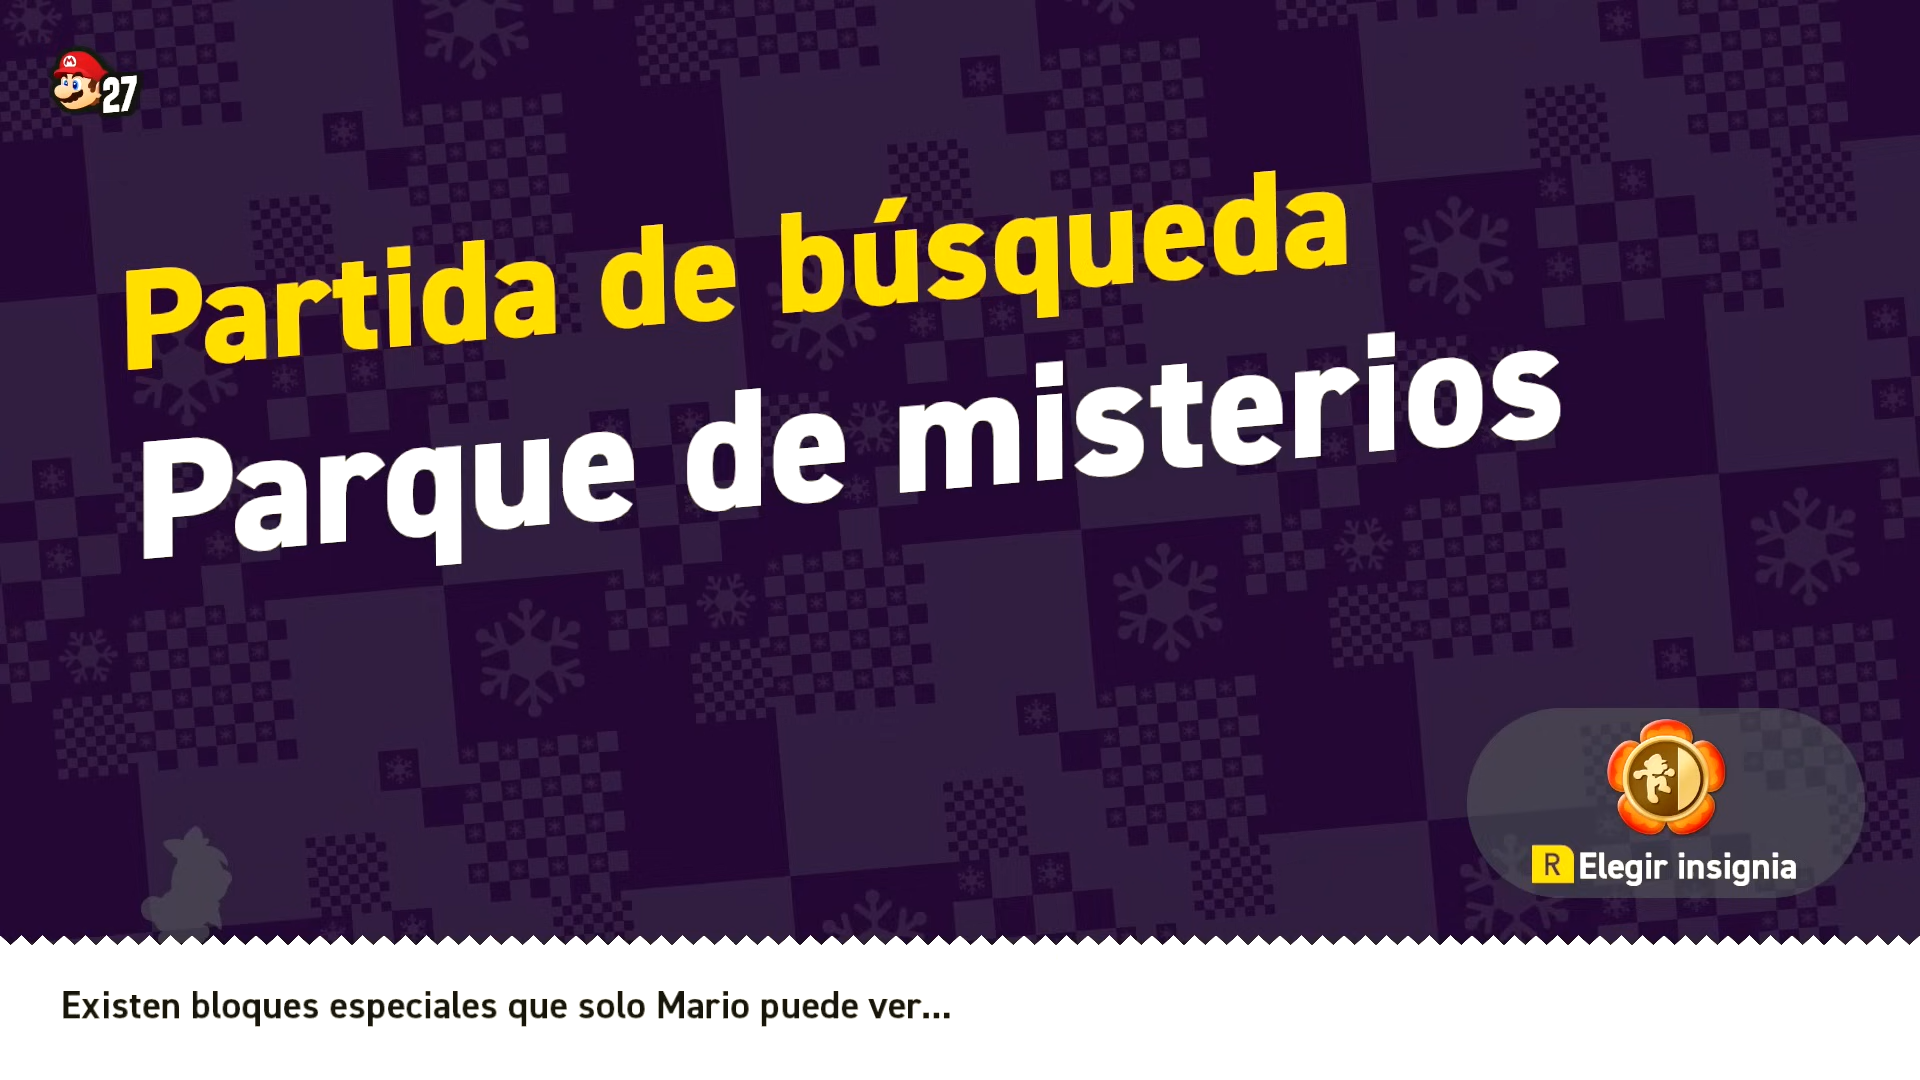 27
Partida de búsqueda
Parque de misterios
R Elegir insignia
Existen bloques especiales que solo Mario puede ver...